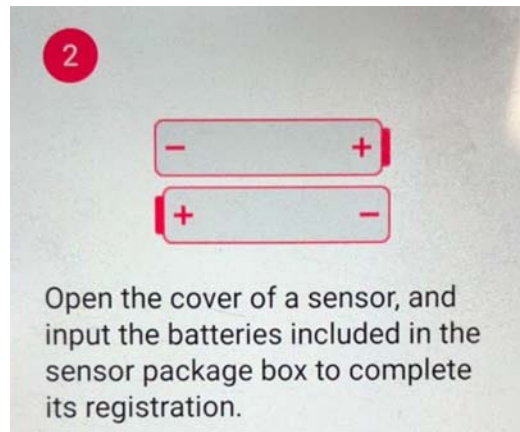 2
- +
+ -
Open the cover of a sensor, and
input the batteries included in the
sensor package box to complete
its registration.